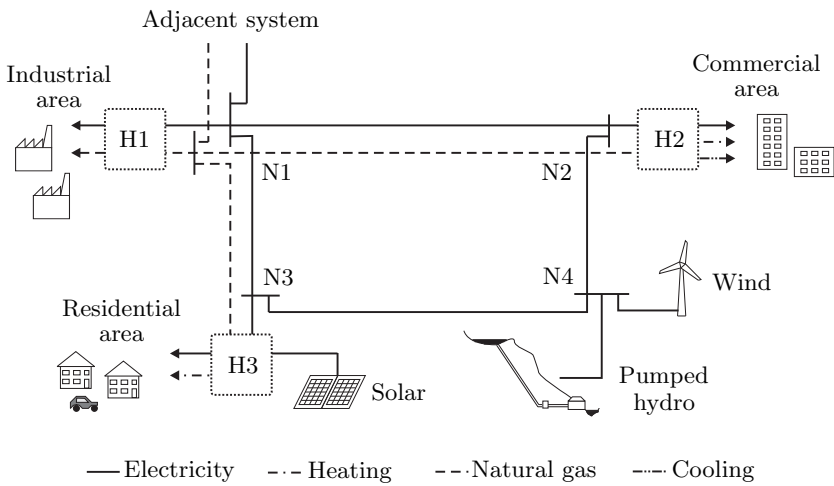 Adjacent system
Industrial
area
Commercial
area
H1
H2
N1
N2
N3
N4
Wind
Residential
area
H3
Solar
Pumped
hydro
Electricity
Heating
Natural gas
Cooling